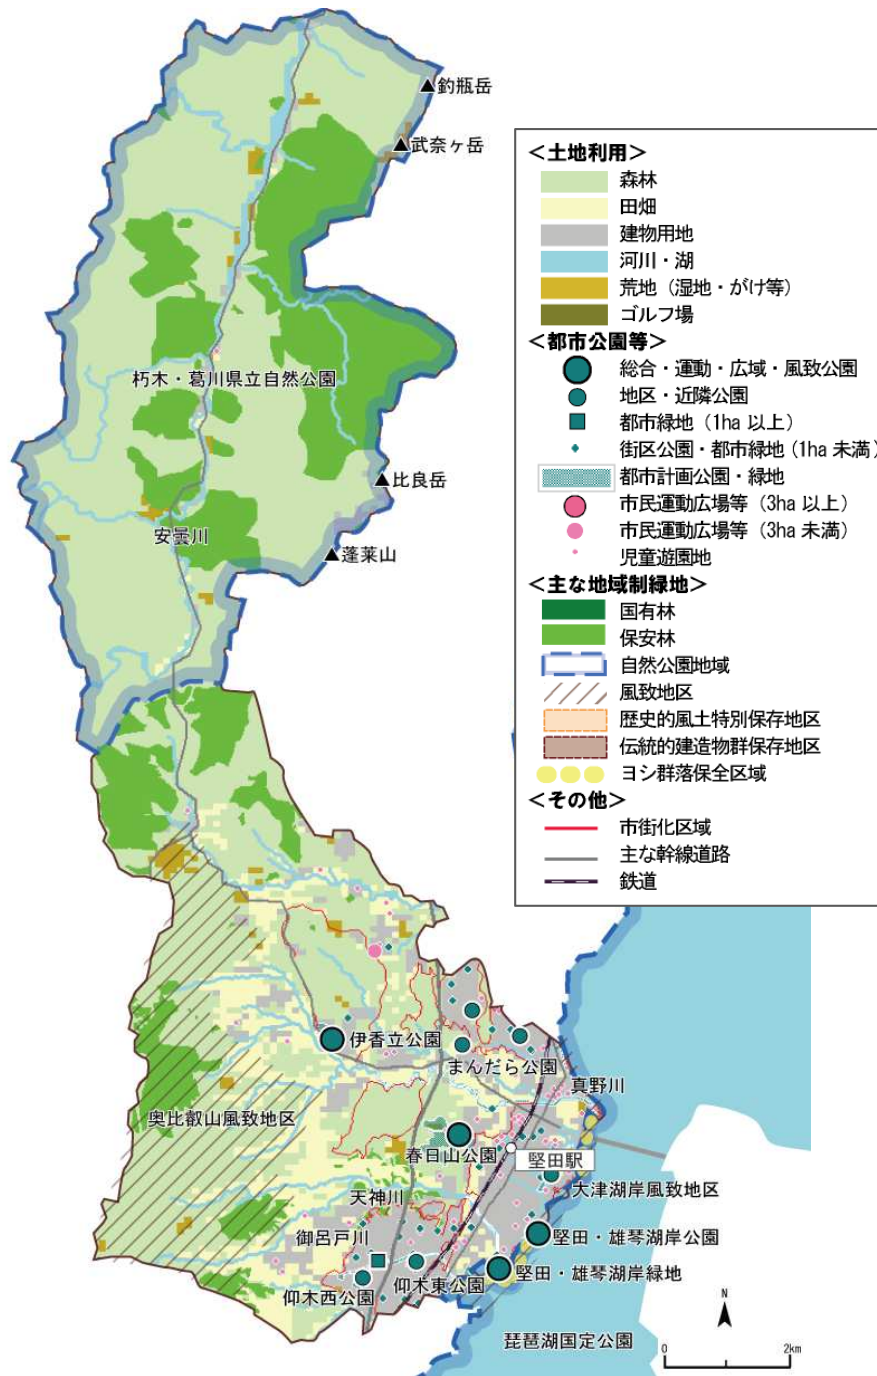 釣瓶岳
武奈ヶ岳
<土地利用>
森林
田畑
建物用地
河川・湖
荒地（湿地・がけ等）
ゴルフ場
<都市公園等>
総合・運動・広域・風致公園
地区・近隣公園
都市緑地（1ha 以上）
街区公園・都市緑地（1ha 未満）
都市計画公園・緑地
市民運動広場等（3ha 以上）
市民運動広場等（3ha 未満）
児童遊園地
<主な地域制緑地>
国有林
保安林
自然公園地域
風致地区
歴史的風土特別保存地区
伝統的建造物群保存地区
ヨシ群落保全区域
<その他>
市街化区域
主な幹線道路
鉄道
朽木・葛川県立自然公園
比良岳
安曇川
蓬莱山
伊香立公園
まんだら公園
真野川
奥比叡山風致地区
春日山公園
堅田駅
天神川
大津湖岸風致地区
御呂戸川
堅田・雄琴湖岸公園
仰木西公園
仰木東公園
堅田・雄琴湖岸緑地
琵琶湖国定公園
N
0
2km